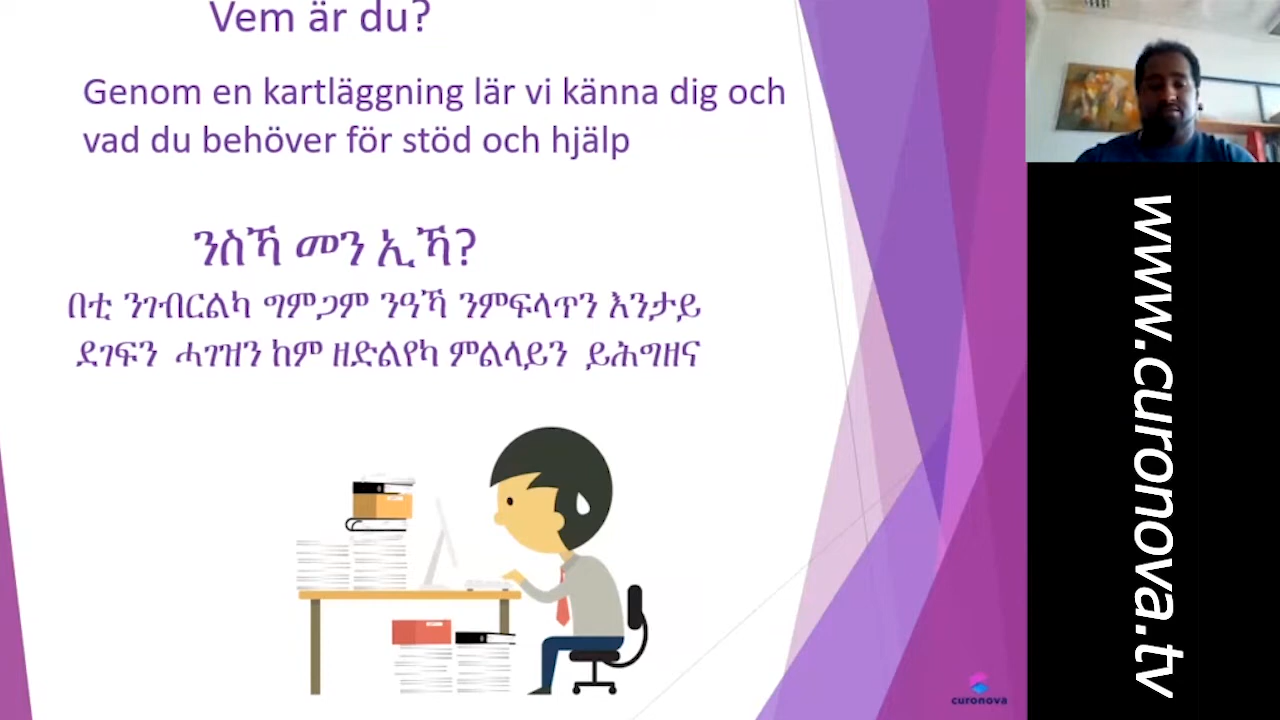 Vem är du?
Genom en kartläggning lär vi känna dig och
vad du behöver för stöd och hjälp
ንስኻ መን ኢኻ?
በቲ ንገብርልካ ግምጋም ንዓኻ ንምፍላጥን እንታይ
ደገፍን ሓገዝን ከም ዘድልየካ ምልላይን ይሕግዘና
curonova
www.curonova.tv